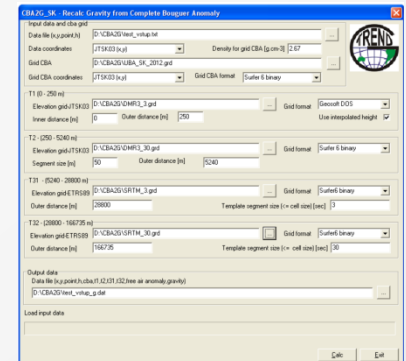 CBA2G_SK - Recalc Gravity from Complete Bouguer Anomaly
Input data and cba grid
Data file (x,y,point,h) D:\CBA2G\test_vstup.txt ...
Data coordinates JTSK03 (x,y) Density for grid CBA [g.cm-3] 2.67
Grid CBA D:\CBA2G\UBA_SK_2012.grd ...
Grid CBA coordinates JTSK03 (x,y) Grid CBA format Surfer 6 binary
TREND
T1 (0 - 250 m)
Elevation grid-JTSK03 D:\CBA2G\DMR3_3.grd ... Grid format Geosoft DOS
Inner distance [m] 0 Outer distance [m] 250 Use interpolated height
T2 - (250 - 5240 m)
Elevation grid-JTSK03 D:\CBA2G\DMR3_30.grd ... Grid format Surfer 6 binary
Segment size [m] 50 Outer distance [m] 5240
T31 - (5240 - 28800 m)
Elevation grid-ETRS89 D:\CBA2G\SRTM_3.grd ... Grid format Surfer6 binary
Outer distance [m] 28800 Template segment size (<= cell size) [sec] 3
T32 - (28800 - 166735 m)
Elevation grid-ETRS89 D:\CBA2G\SRTM_30.grd ... Grid format Surfer6 binary
Outer distance [m] 166735 Template segment size (<= cell size) [sec] 30
Output data
Data file (x,y,point,h,cba,t1,t2,t31,t32,free air anomaly,gravity)
D:\CBA2G\test_vstup_g.dat ...
Load input data
Calc Exit